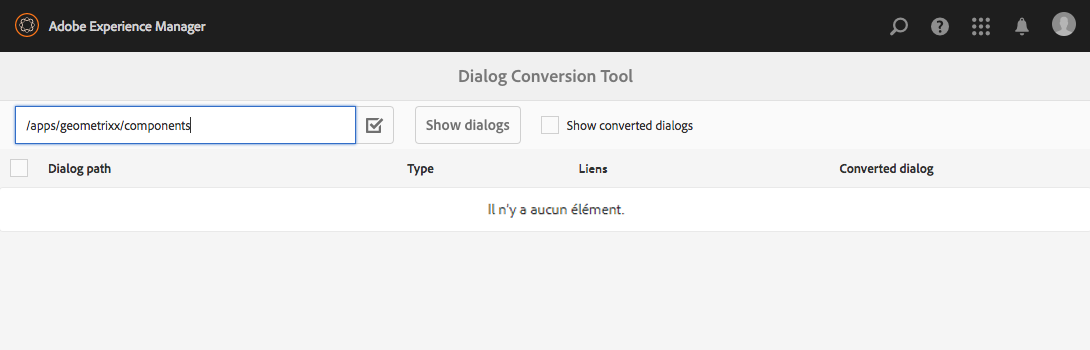 Adobe Experience Manager
Dialog Conversion Tool
/apps/geometrixx/components Show dialogs Show converted dialogs
Dialog path Type Liens Converted dialog
Il n'y a aucun élément.